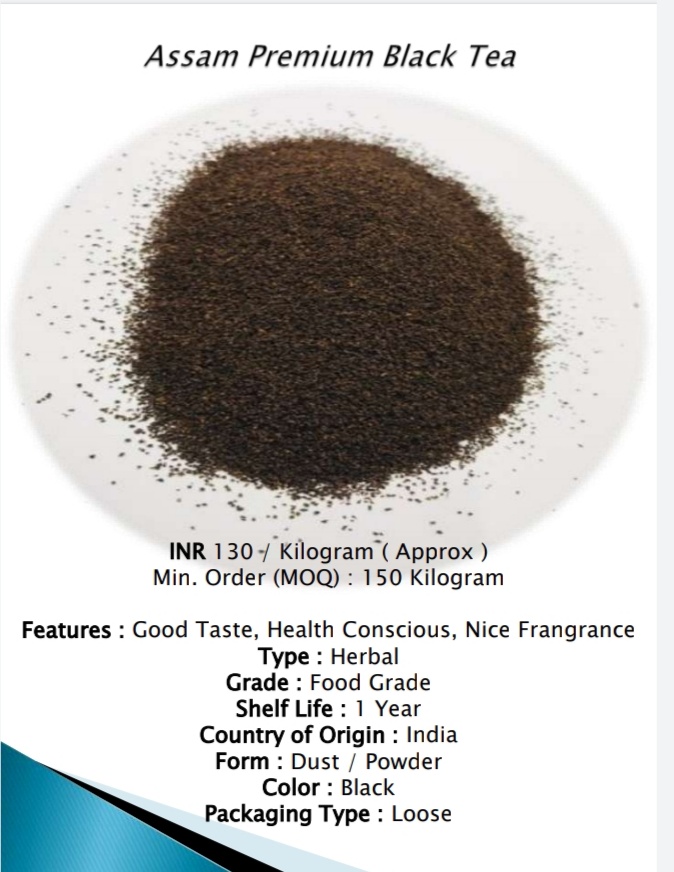 Assam Premium Black Tea
INR 130 / Kilogram ( Approx )
Min. Order (MOQ) : 150 Kilogram
Features : Good Taste, Health Conscious, Nice Frangrance
Type : Herbal
Grade : Food Grade
Shelf Life : 1 Year
Country of Origin : India
Form : Dust / Powder
Color : Black
Packaging Type : Loose